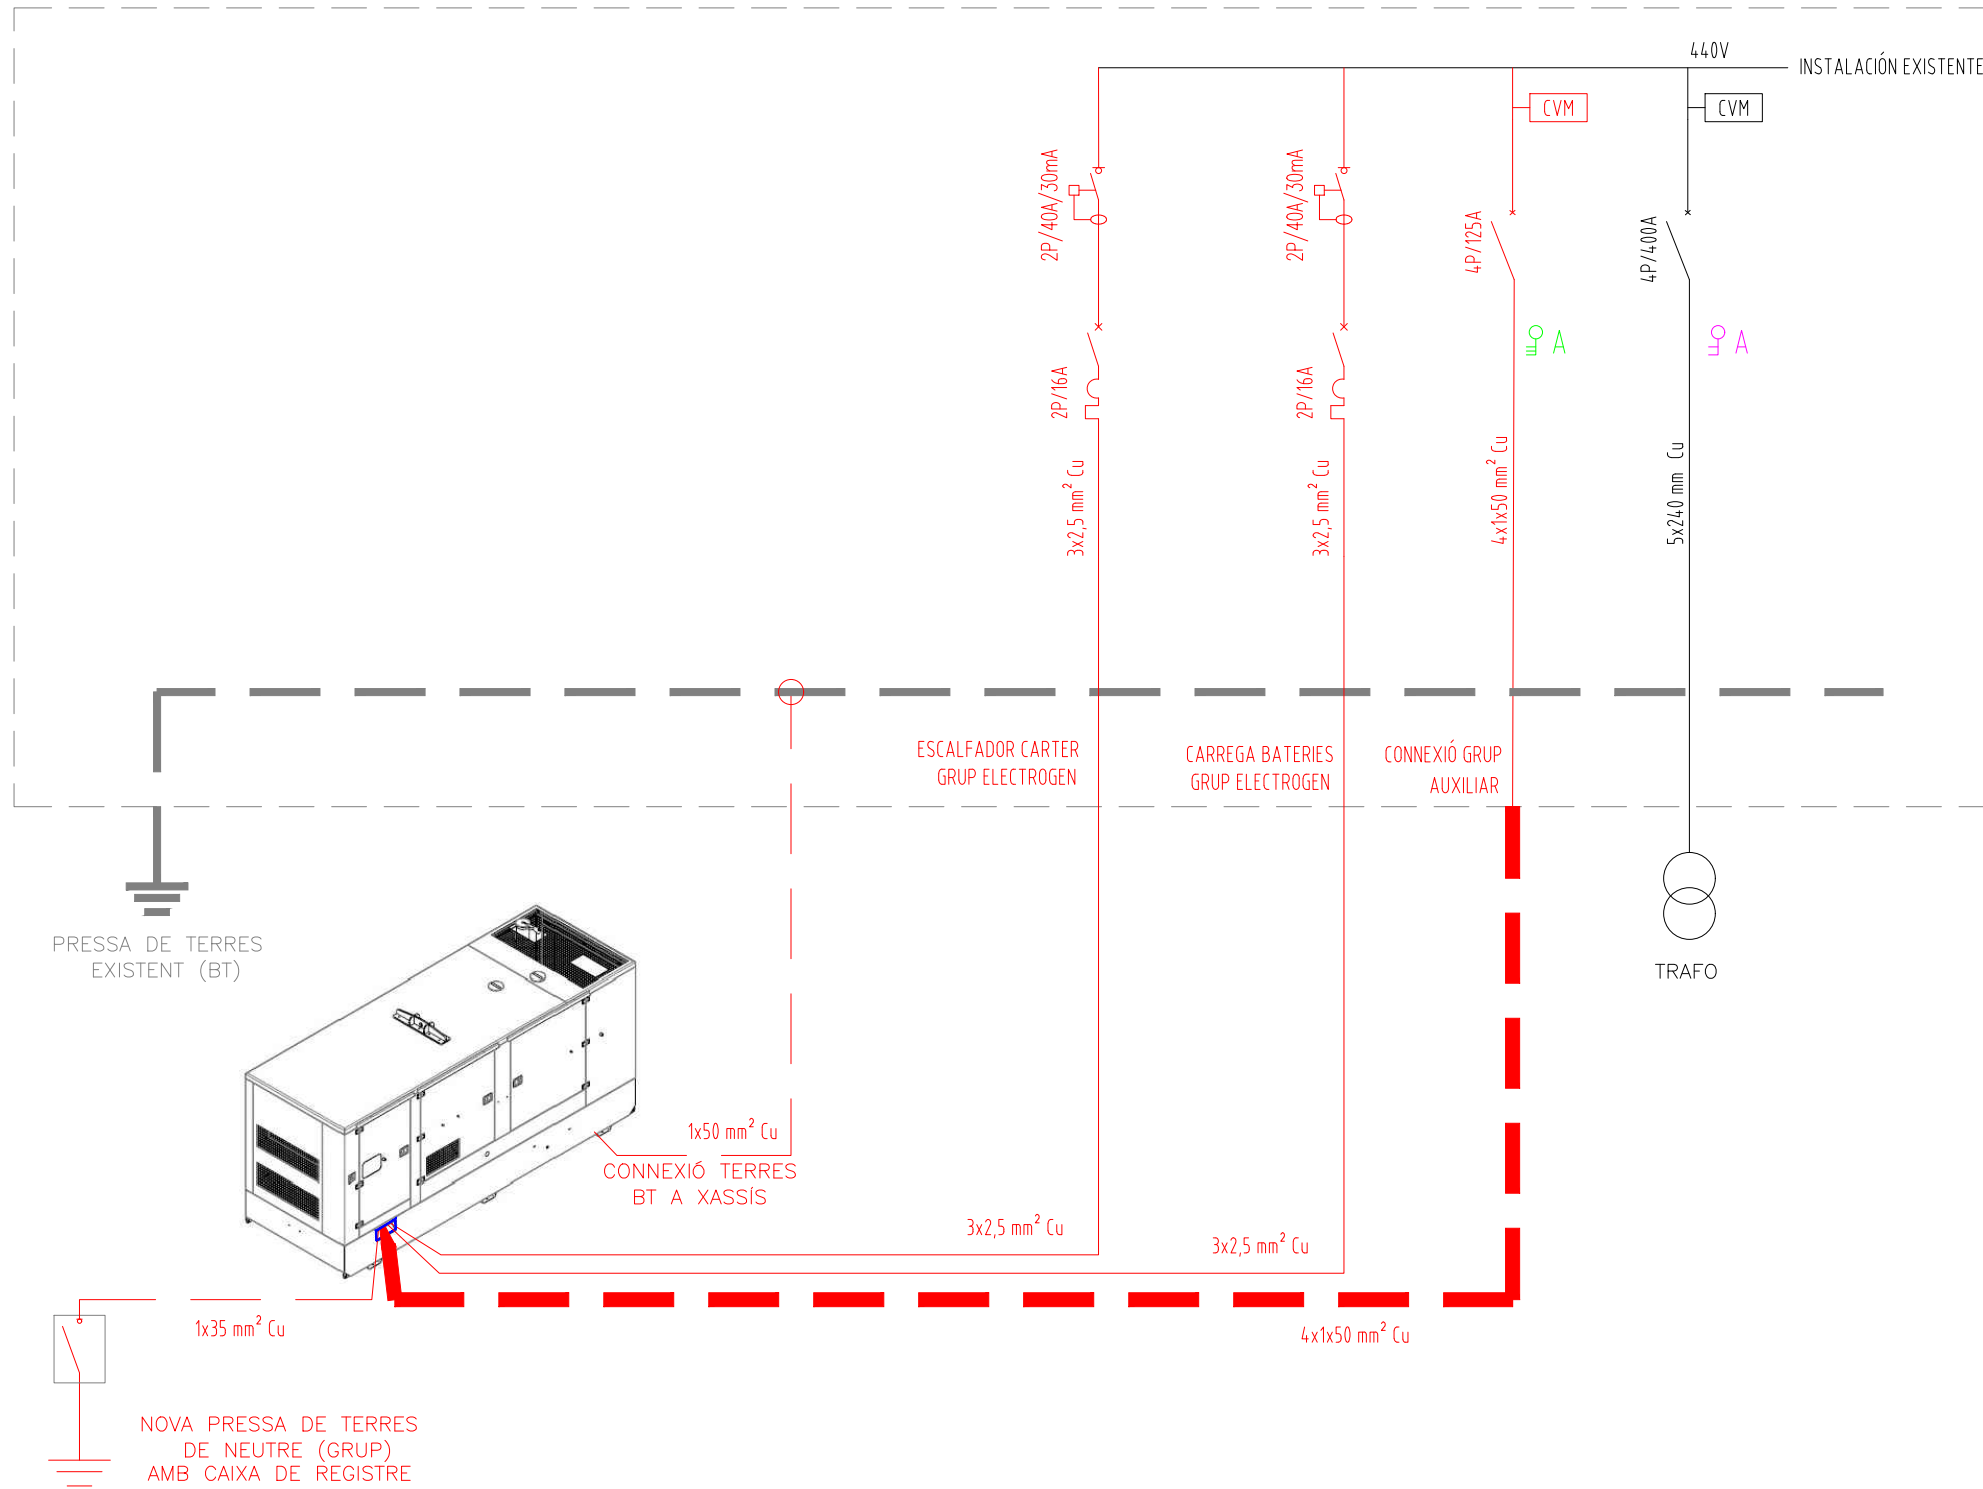 440V
INSTALACIÓN EXISTENTE
CVM
CVM
2P/40A/30mA
2P/40A/30mA
4P/125A
4P/400A
A
A
2P/16A
2P/16A
3x2,5 mm² Cu
3x2,5 mm² Cu
4x1x50 mm² Cu
5x240 mm Cu
ESCALFADOR CARTER
GRUP ELECTROGEN
CARREGA BATERIES
GRUP ELECTROGEN
CONNEXIÓ GRUP
AUXILIAR
PRESSA DE TERRES
EXISTENT (BT)
TRAFO
1x50 mm² Cu
CONNEXIÓ TERRES
BT A XASSÍS
3x2,5 mm² Cu
3x2,5 mm² Cu
1x35 mm² Cu
4x1x50 mm² Cu
NOVA PRESSA DE TERRES
DE NEUTRE (GRUP)
AMB CAIXA DE REGISTRE